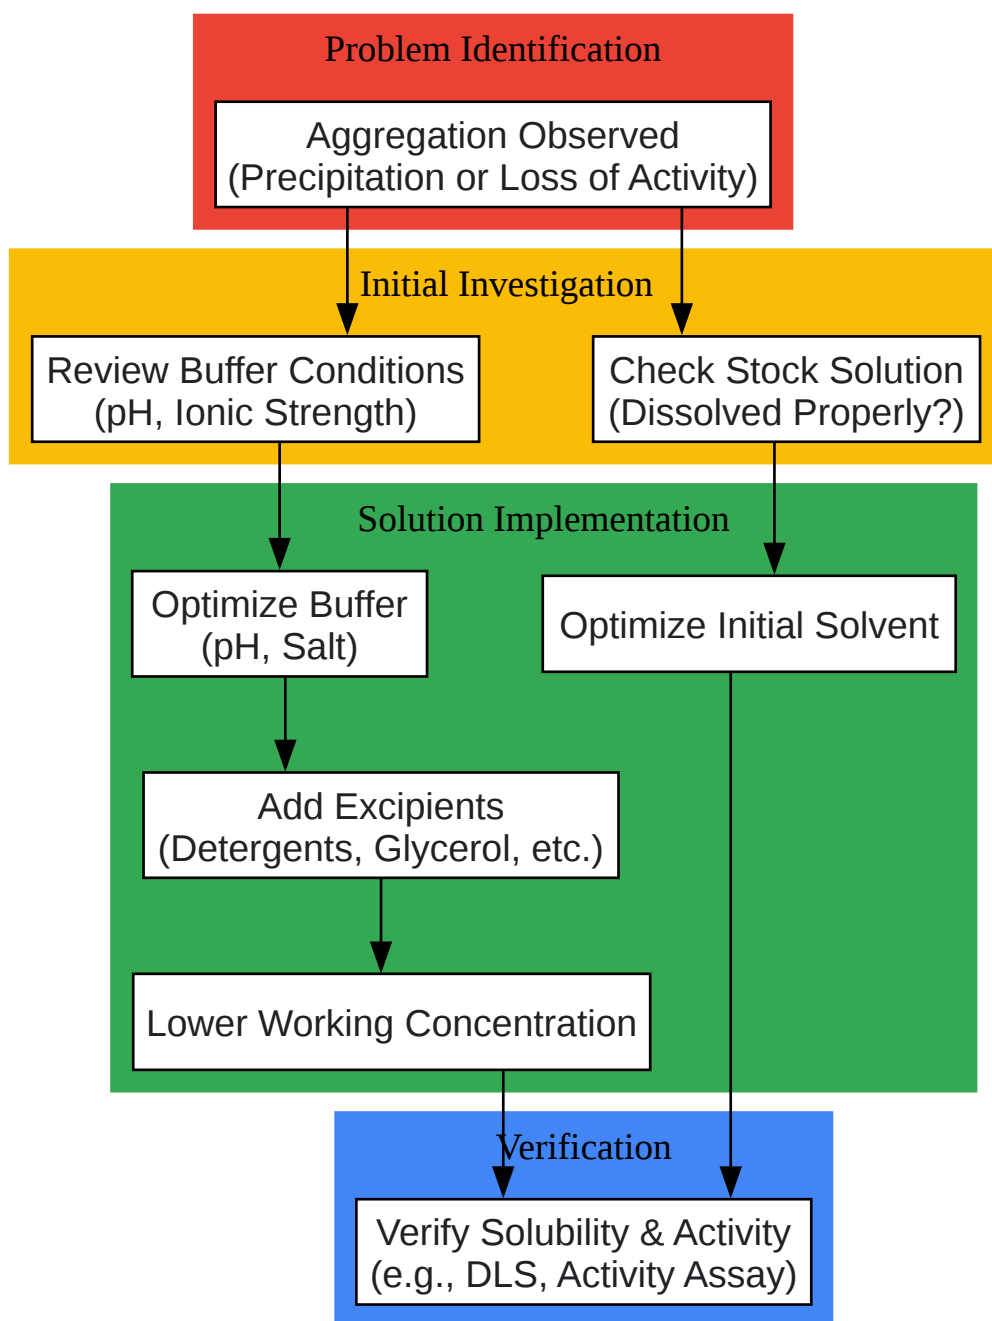 Problem Identification
Aggregation Observed
(Precipitation or Loss of Activity)
Initial Investigation
Review Buffer Conditions
(pH, Ionic Strength)
Check Stock Solution
(Dissolved Properly?)
Solution Implementation
Optimize Buffer
(pH, Salt)
Optimize Initial Solvent
Add Excipients
(Detergents, Glycerol, etc.)
Lower Working Concentration
Verification
Verify Solubility & Activity
(e.g., DLS, Activity Assay)